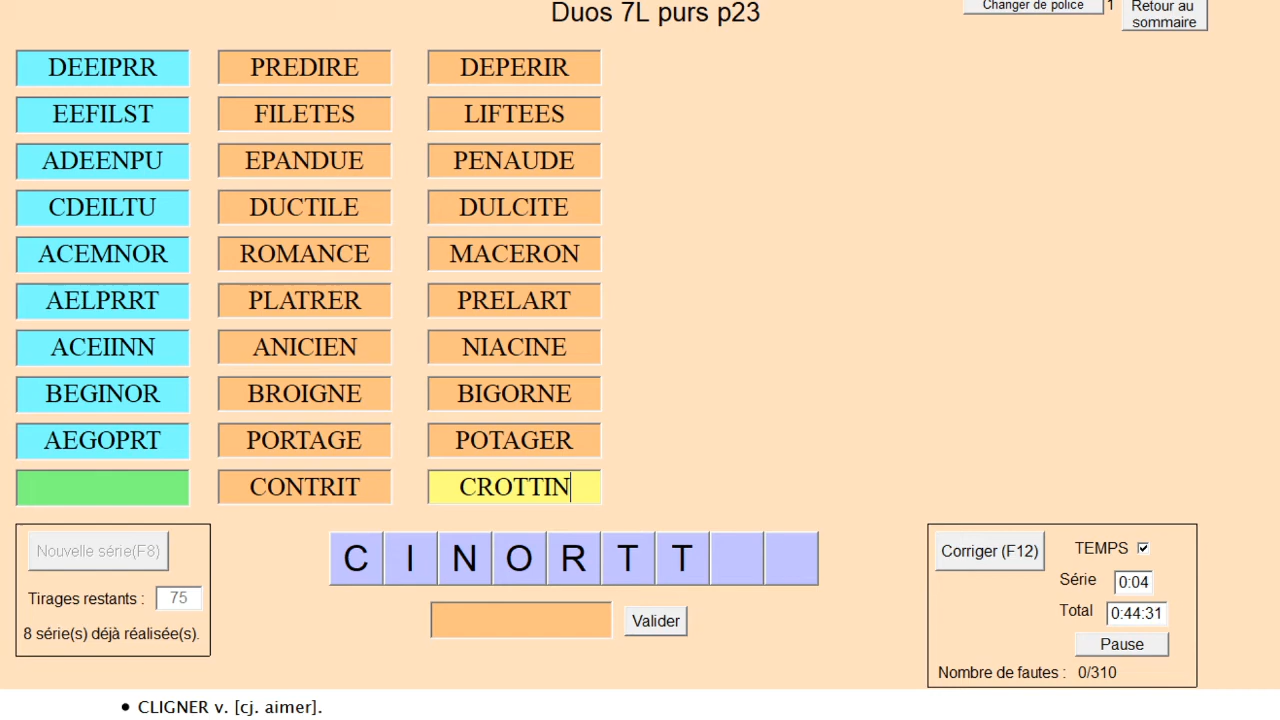 Duos 7L purs p23
Changer de police 1 Retour au sommaire
DEEIPRR PREDIRE DEPERIR
EEFILST FILETES LIFTEES
ADEENPU EPANDUE PENAUDE
CDEILTU DUCTILE DULCITE
ACEMNOR ROMANCE MACERON
AELPRRT PLATRER PRELART
ACEIINN ANICIEN NIACINE
BEGINOR BROIGNE BIGORNE
AEGOPRT PORTAGE POTAGER
CONTRIT CROTTIN
Nouvelle série(F8)
Tirages restants : 75
8 série(s) déjà réalisée(s).
C I N O R T T
Valider
Corriger (F12) TEMPS
Série 0:04
Total 0:44:31
Pause
Nombre de fautes : 0/310
• CLIGNER v. [cj. aimer].